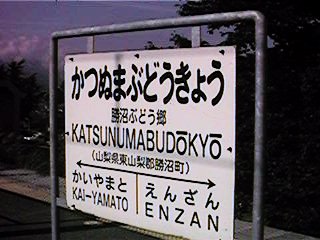 かつぬまぶどうきょう
勝沼ぶどう郷
KATSUNUMABUDŌKYŌ
(山梨県東山梨郡勝沼町)
かいやまと
KAI-YAMATO
えんざん
ENZAN